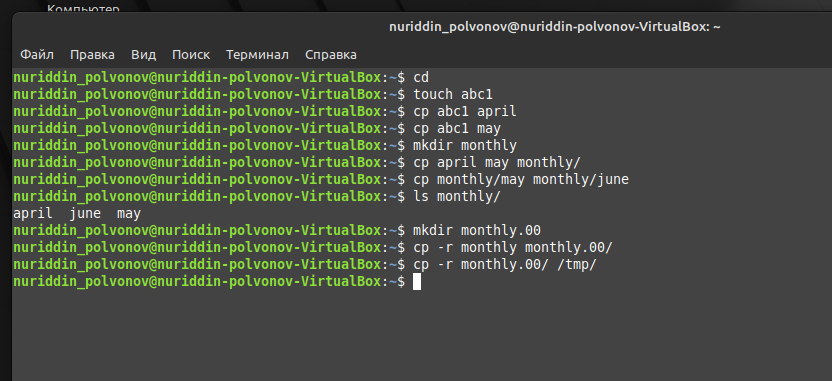 Компьютер
nuriddin_polvonov@nuriddin-polvonov-VirtualBox: ~
Файл Правка Вид Поиск Терминал Справка
nuriddin_polvonov@nuriddin-polvonov-VirtualBox:~$ cd
nuriddin_polvonov@nuriddin-polvonov-VirtualBox:~$ touch abc1
nuriddin_polvonov@nuriddin-polvonov-VirtualBox:~$ cp abc1 april
nuriddin_polvonov@nuriddin-polvonov-VirtualBox:~$ cp abc1 may
nuriddin_polvonov@nuriddin-polvonov-VirtualBox:~$ mkdir monthly
nuriddin_polvonov@nuriddin-polvonov-VirtualBox:~$ cp april may monthly/
nuriddin_polvonov@nuriddin-polvonov-VirtualBox:~$ cp monthly/may monthly/june
nuriddin_polvonov@nuriddin-polvonov-VirtualBox:~$ ls monthly/
april  june  may
nuriddin_polvonov@nuriddin-polvonov-VirtualBox:~$ mkdir monthly.00
nuriddin_polvonov@nuriddin-polvonov-VirtualBox:~$ cp -r monthly monthly.00/
nuriddin_polvonov@nuriddin-polvonov-VirtualBox:~$ cp -r monthly.00/ /tmp/
nuriddin_polvonov@nuriddin-polvonov-VirtualBox:~$